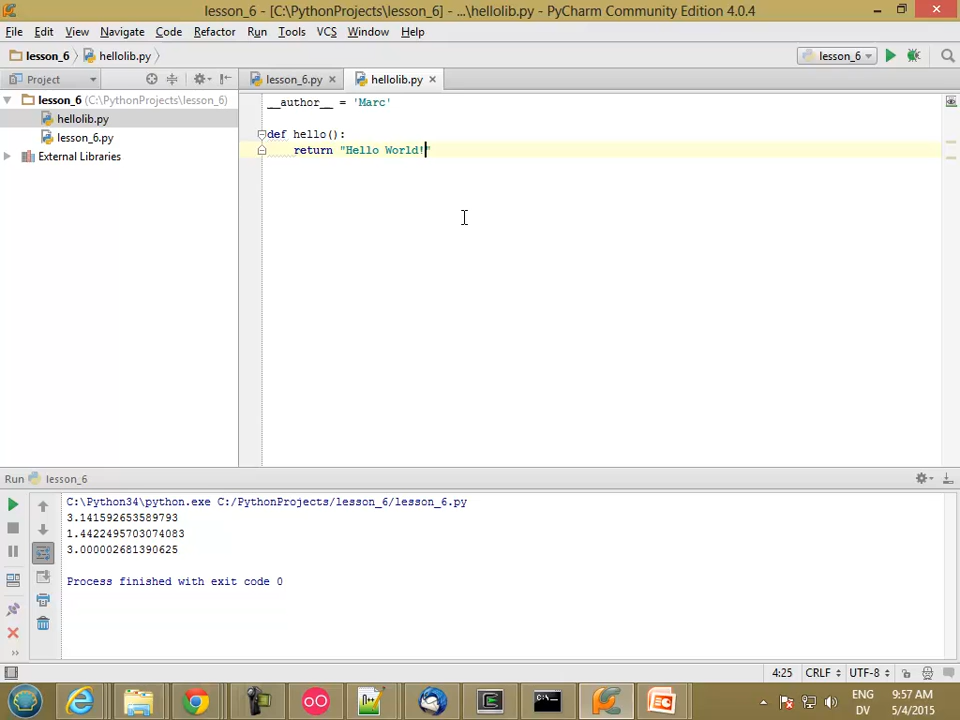 lesson_6 - [C:\PythonProjects\lesson_6] - ...\hellolib.py - PyCharm Community Edition 4.0.4
File Edit View Navigate Code Refactor Run Tools VCS Window Help
lesson_6 hellolib.py lesson_6
Project lesson_6.py hellolib.py
lesson_6 (C:\PythonProjects\lesson_6)
hellolib.py
lesson_6.py
External Libraries
__author__ = 'Marc'
def hello():
return "Hello World!"
Run lesson_6
C:\Python34\python.exe C:/PythonProjects/lesson_6/lesson_6.py
3.141592653589793
1.4422495703074083
3.000002681390625
Process finished with exit code 0
4:25 CRLF UTF-8
ENG 9:57 AM
DV 5/4/2015